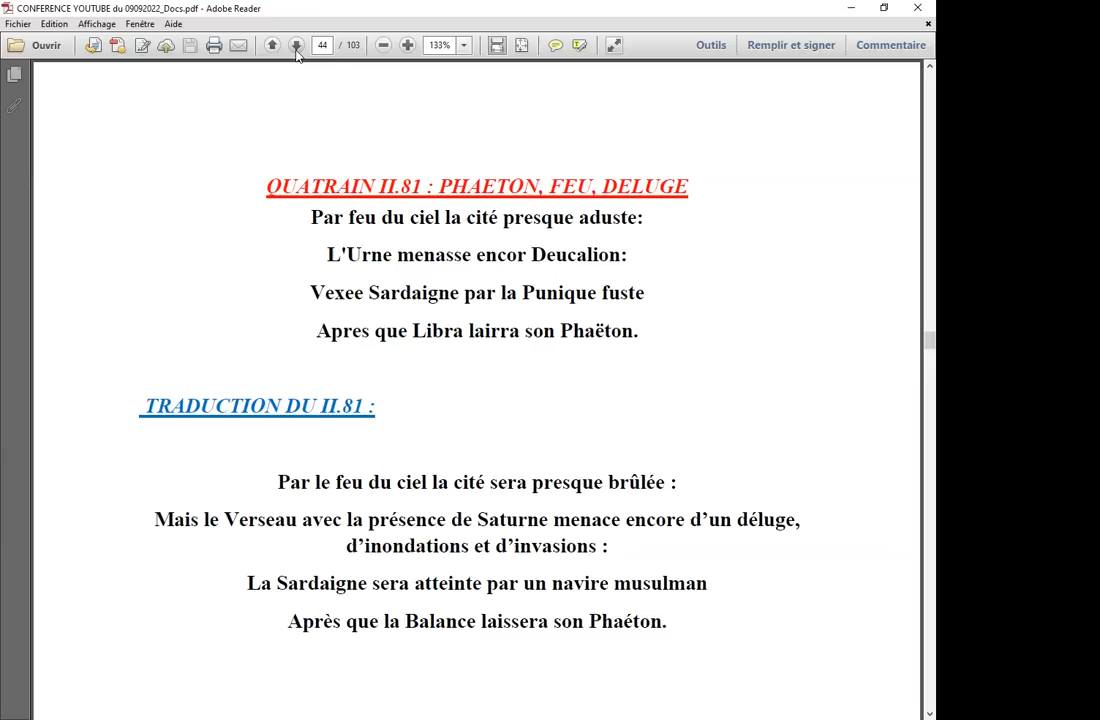 CONFERENCE YOUTUBE du 09092022_Docs.pdf - Adobe Reader
Fichier Edition Affichage Fenêtre Aide
Ouvrir 44 / 103 133% Outils Remplir et signer Commentaire
QUATRAIN II.81 : PHAETON, FEU, DELUGE
Par feu du ciel la cité presque aduste:
L'Urne menasse encor Deucalion:
Vexee Sardaigne par la Punique fuste
Apres que Libra lairra son Phaëton.
TRADUCTION DU II.81 :
Par le feu du ciel la cité sera presque brûlée :
Mais le Verseau avec la présence de Saturne menace encore d’un déluge,
d’inondations et d’invasions :
La Sardaigne sera atteinte par un navire musulman
Après que la Balance laissera son Phaéton.